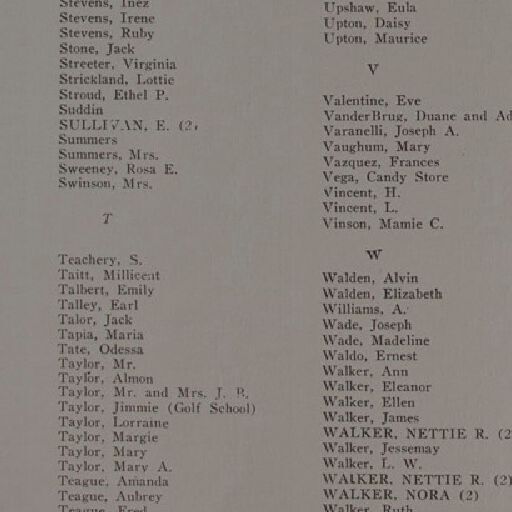 Stevens, Inez
Stevens, Irene
Stevens, Ruby
Stone, Jack
Streeter, Virginia
Strickland, Lottie
Stroud, Ethel P.
Suddin
SULLIVAN, E. (2)
Summers
Summers, Mrs.
Sweeney, Rosa E.
Swinson, Mrs.
T
Teachery, S.
Taitt, Millicent
Talbert, Emily
Talley, Earl
Talor, Jack
Tapia, Maria
Tate, Odessa
Taylor, Mr.
Taylor, Almon
Taylor, Mr. and Mrs. J. B.
Taylor, Jimmie (Golf School)
Taylor, Lorraine
Taylor, Margie
Taylor, Mary
Taylor, Mary A.
Teague, Amanda
Teague, Aubrey
Teague, Fred
Upshaw, Eula
Upton, Daisy
Upton, Maurice
V
Valentine, Eve
VanderBrug, Duane and Ad
Varanelli, Joseph A.
Vaughum, Mary
Vazquez, Frances
Vega, Candy Store
Vincent, H.
Vincent, L.
Vinson, Mamie C.
W
Walden, Alvin
Walden, Elizabeth
Williams, A.
Wade, Joseph
Wade, Madeline
Waldo, Ernest
Walker, Ann
Walker, Eleanor
Walker, Ellen
Walker, James
WALKER, NETTIE R. (2
Walker, Jessemay
Walker, L. W.
WALKER, NETTIE R. (2)
WALKER, NORA (2)
Walker, Ruth